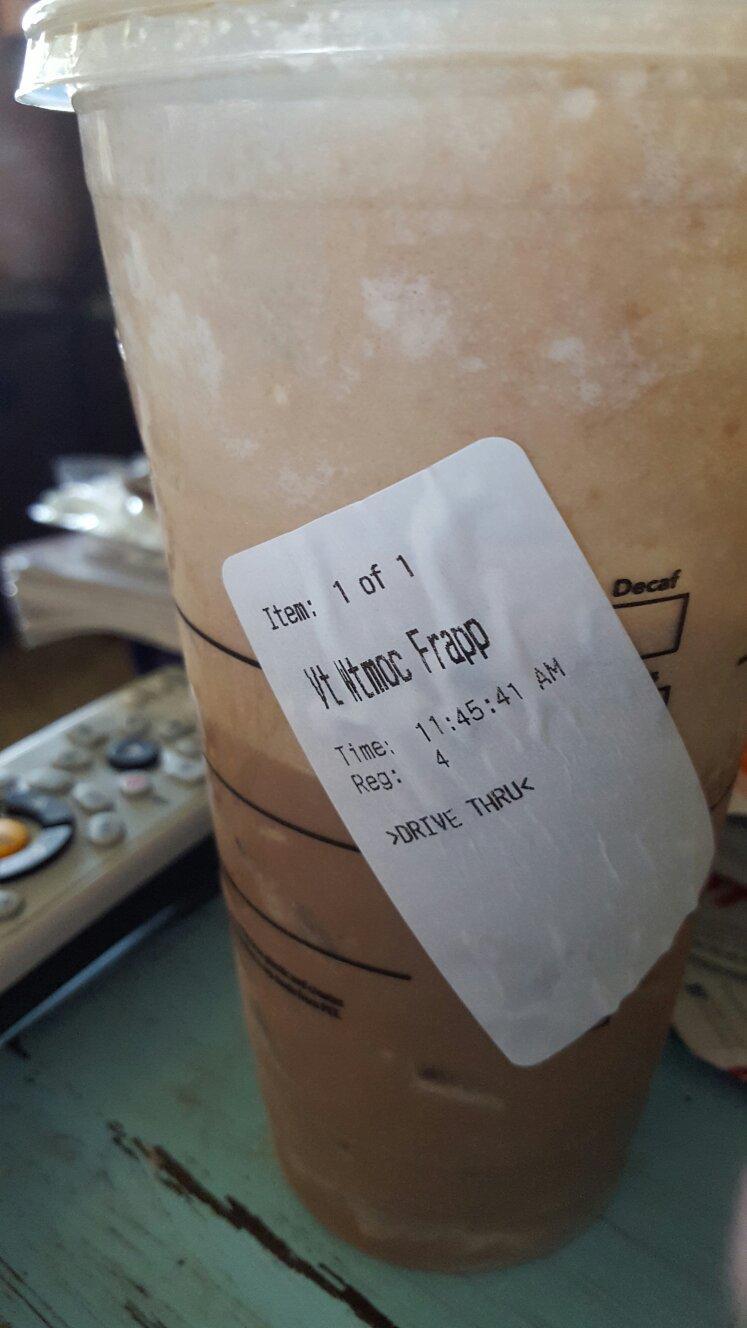 Decaf
Item: 1 of 1
Vt Wtmoc Frapp
Time: 11:45:41 AM
Reg: 4
>DRIVE THRU<